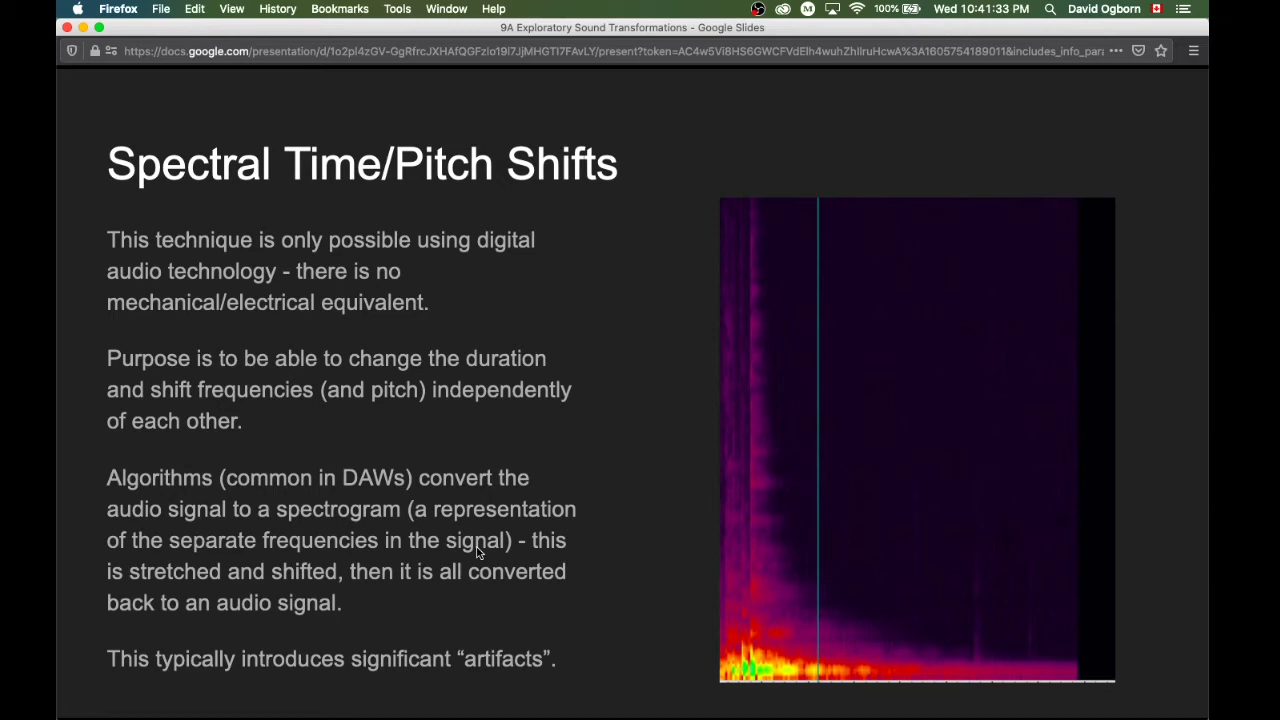 Firefox File Edit View History Bookmarks Tools Window Help 100% Wed 10:41:33 PM David Ogborn
9A Exploratory Sound Transformations - Google Slides
Spectral Time/Pitch Shifts
This technique is only possible using digital
audio technology - there is no
mechanical/electrical equivalent.
Purpose is to be able to change the duration
and shift frequencies (and pitch) independently
of each other.
Algorithms (common in DAWs) convert the
audio signal to a spectrogram (a representation
of the separate frequencies in the signal) - this
is stretched and shifted, then it is all converted
back to an audio signal.
This typically introduces significant “artifacts”.